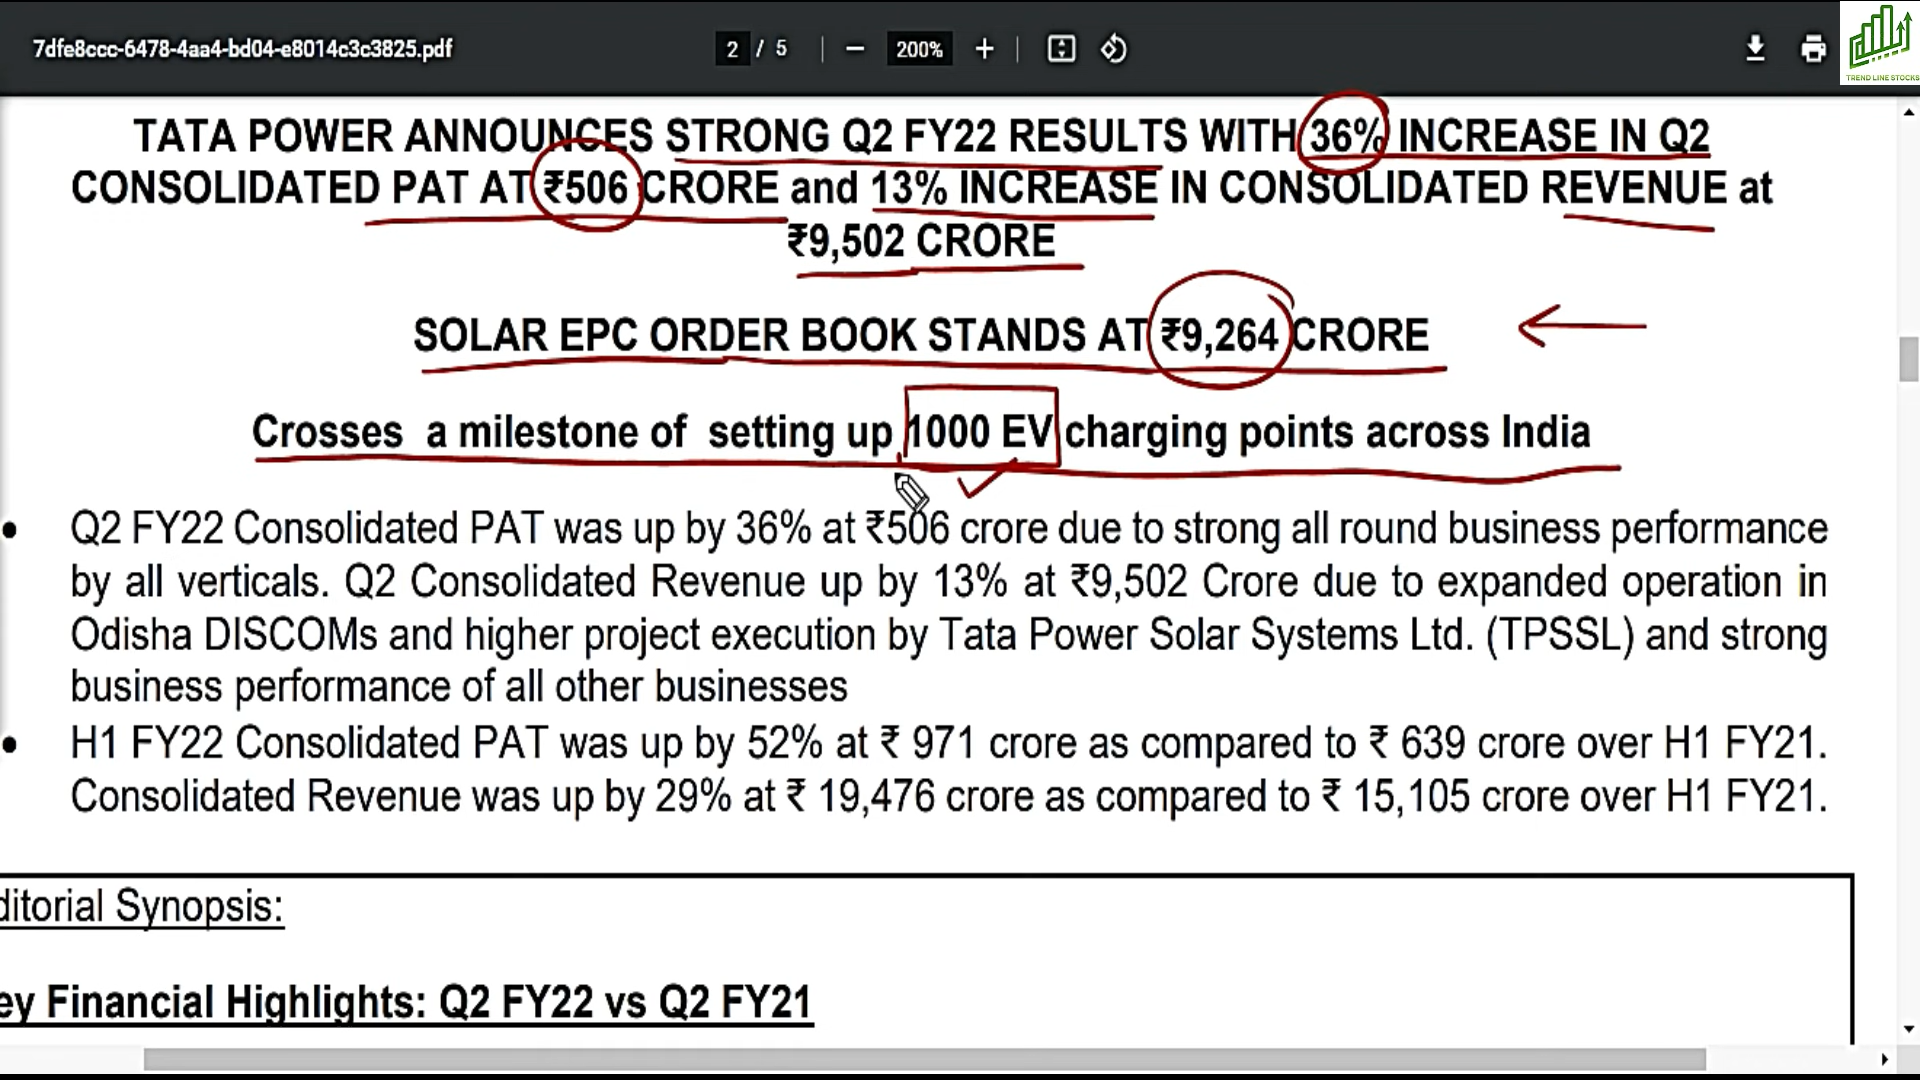 7dfe8ccc-6478-4aa4-bd04-e8014c3c3825.pdf
2 / 5
200%
TREND LINE STOCKS
TATA POWER ANNOUNCES STRONG Q2 FY22 RESULTS WITH 36% INCREASE IN Q2
CONSOLIDATED PAT AT ₹506 CRORE and 13% INCREASE IN CONSOLIDATED REVENUE at
₹9,502 CRORE
SOLAR EPC ORDER BOOK STANDS AT ₹9,264 CRORE
Crosses a milestone of setting up 1000 EV charging points across India
• Q2 FY22 Consolidated PAT was up by 36% at ₹506 crore due to strong all round business performance
by all verticals. Q2 Consolidated Revenue up by 13% at ₹9,502 Crore due to expanded operation in
Odisha DISCOMs and higher project execution by Tata Power Solar Systems Ltd. (TPSSL) and strong
business performance of all other businesses
• H1 FY22 Consolidated PAT was up by 52% at ₹ 971 crore as compared to ₹ 639 crore over H1 FY21.
Consolidated Revenue was up by 29% at ₹ 19,476 crore as compared to ₹ 15,105 crore over H1 FY21.
ditorial Synopsis:
ey Financial Highlights: Q2 FY22 vs Q2 FY21